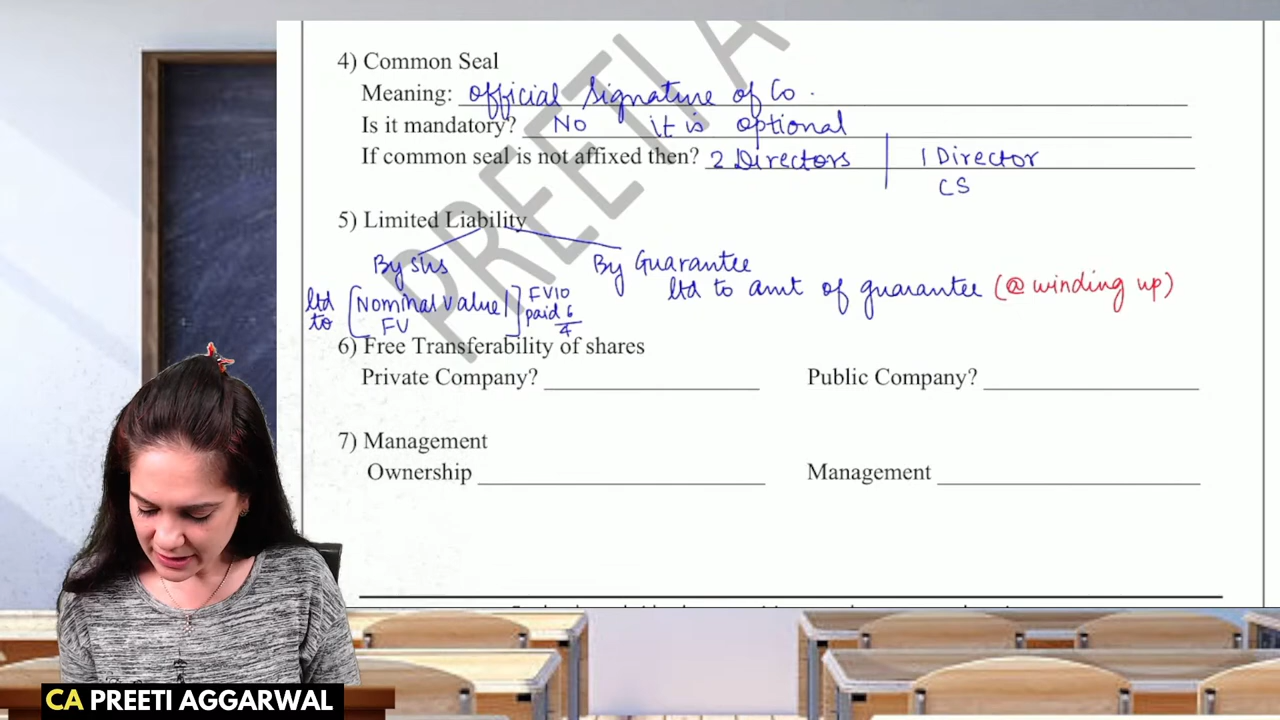 4) Common Seal
Meaning: Official Signature of Co.
Is it mandatory? No it is optional
If common seal is not affixed then? 2 Directors | 1 Director
CS
5) Limited Liability
By shs
By Guarantee
ltd to [Nominal Value FV] FV10 paid 6 4
ltd to amt of guarantee (@ winding up)
6) Free Transferability of shares
Private Company? Public Company?
7) Management
Ownership Management
PREETI A
CA PREETI AGGARWAL